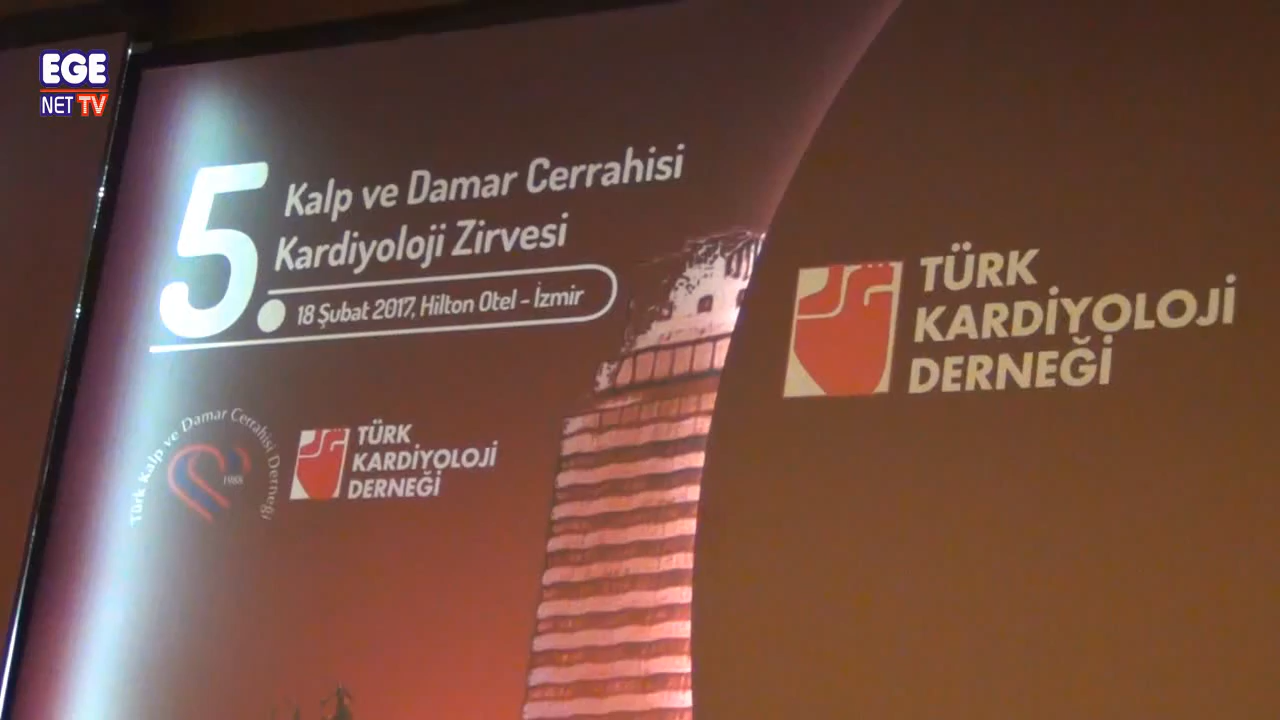 EGE
NET TV
5. Kalp ve Damar Cerrahisi
Kardiyoloji Zirvesi
18 Şubat 2017, Hilton Otel - İzmir
Türk Kalp ve Damar Cerrahisi Derneği
1988
TÜRK
KARDİYOLOJİ
DERNEĞİ
TÜRK
KARDİYOLOJİ
DERNEĞİ